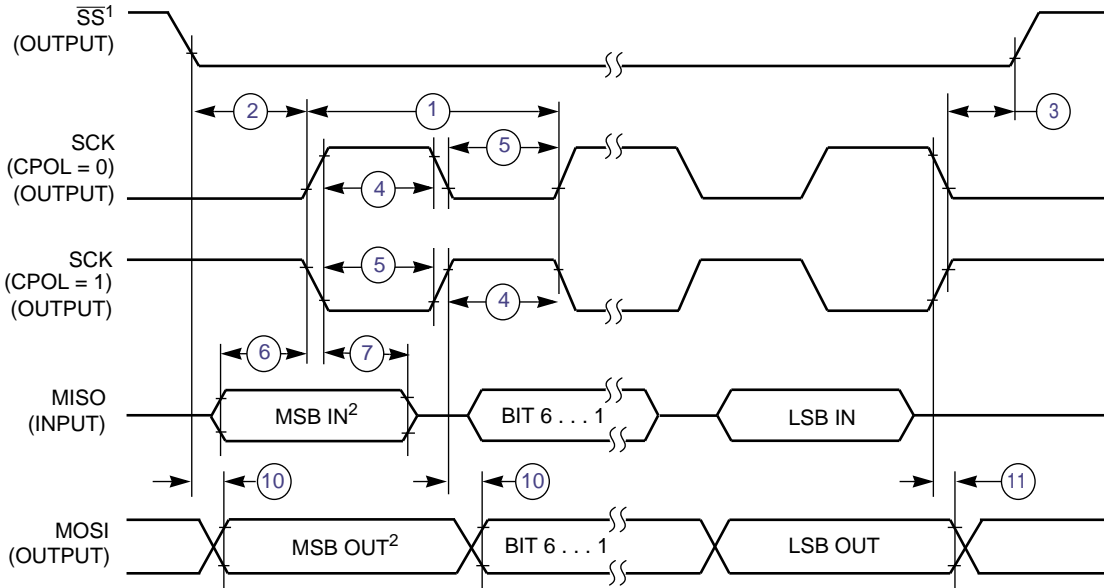 SS1
(OUTPUT)
2
1
3
SCK
(CPOL = 0)
(OUTPUT)
5
4
SCK
(CPOL = 1)
(OUTPUT)
5
4
6
7
MISO
(INPUT)
MSB IN2
BIT 6 . . . 1
LSB IN
10
10
11
MOSI
(OUTPUT)
MSB OUT2
BIT 6 . . . 1
LSB OUT